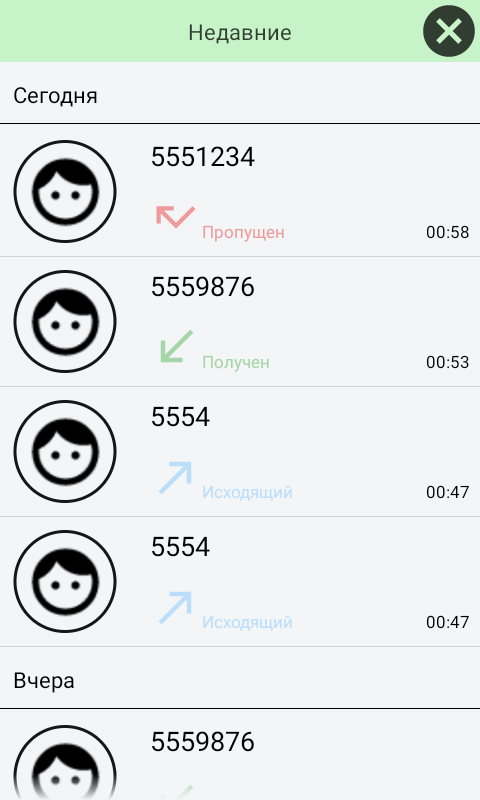 Недавние
Сегодня
5551234
Пропущен 00:58
5559876
Получен 00:53
5554
Исходящий 00:47
5554
Исходящий 00:47
Вчера
5559876